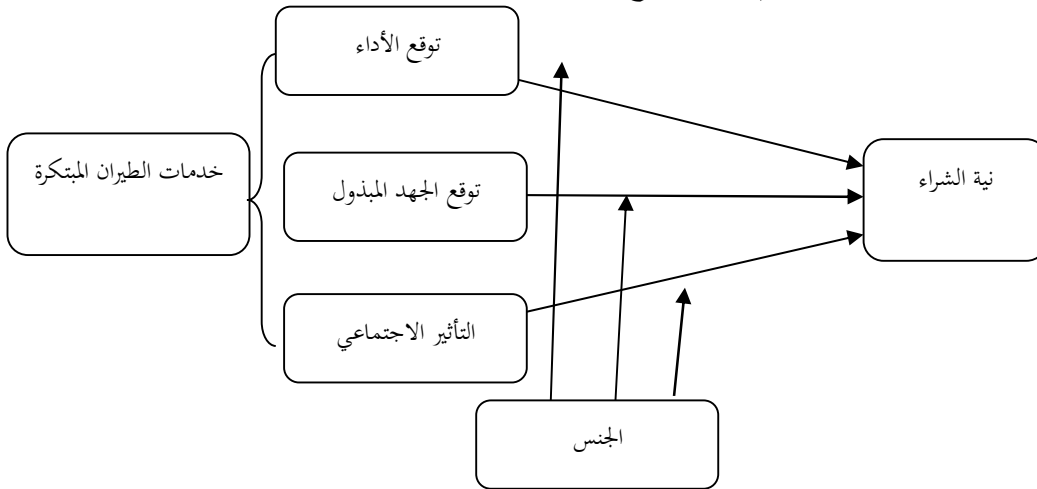 توقع الأداء
خدمات الطيران المبتكرة
توقع الجهد المبذول
نية الشراء
التأثير الاجتماعي
الجنس